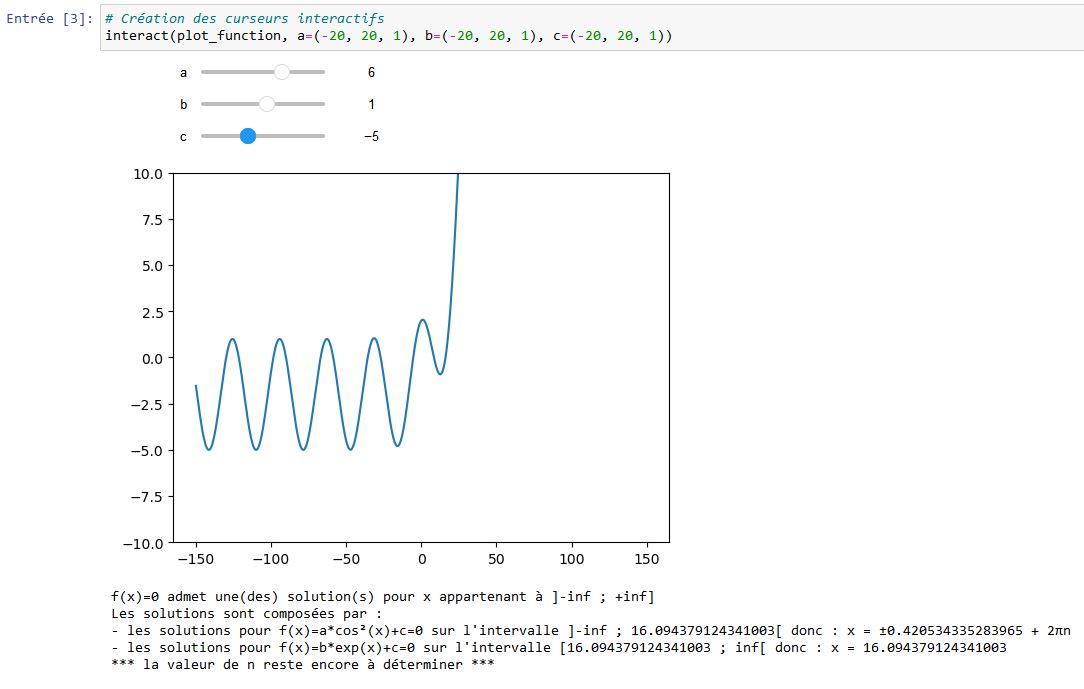 Entrée [3]: # Création des curseurs interactifs
interact(plot_function, a=(-20, 20, 1), b=(-20, 20, 1), c=(-20, 20, 1))
a 6
b 1
c −5
10.0
7.5
5.0
2.5
0.0
−2.5
−5.0
−7.5
−10.0
−150 −100 −50 0 50 100 150
f(x)=0 admet une(des) solution(s) pour x appartenant à ]-inf ; +inf]
Les solutions sont composées par :
- les solutions pour f(x)=a*cos²(x)+c=0 sur l'intervalle ]-inf ; 16.094379124341003[ donc : x = ±0.420534335283965 + 2πn
- les solutions pour f(x)=b*exp(x)+c=0 sur l'intervalle [16.094379124341003 ; inf[ donc : x = 16.094379124341003
*** la valeur de n reste encore à déterminer ***